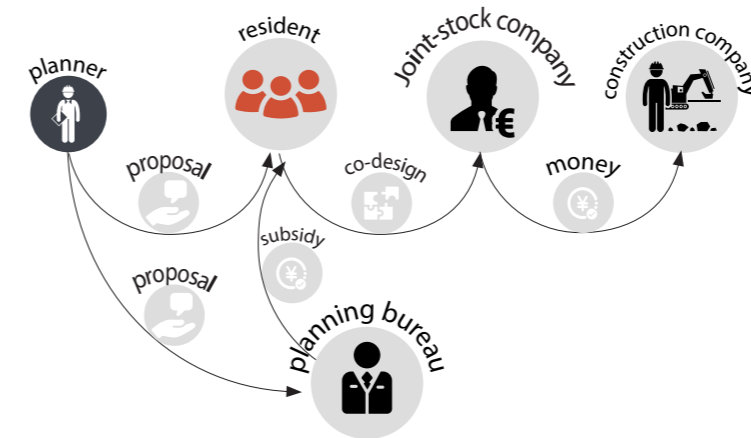 planner
resident
Joint-stock company
construction company
proposal
co-design
money
subsidy
proposal
planning bureau
¥
¥
€